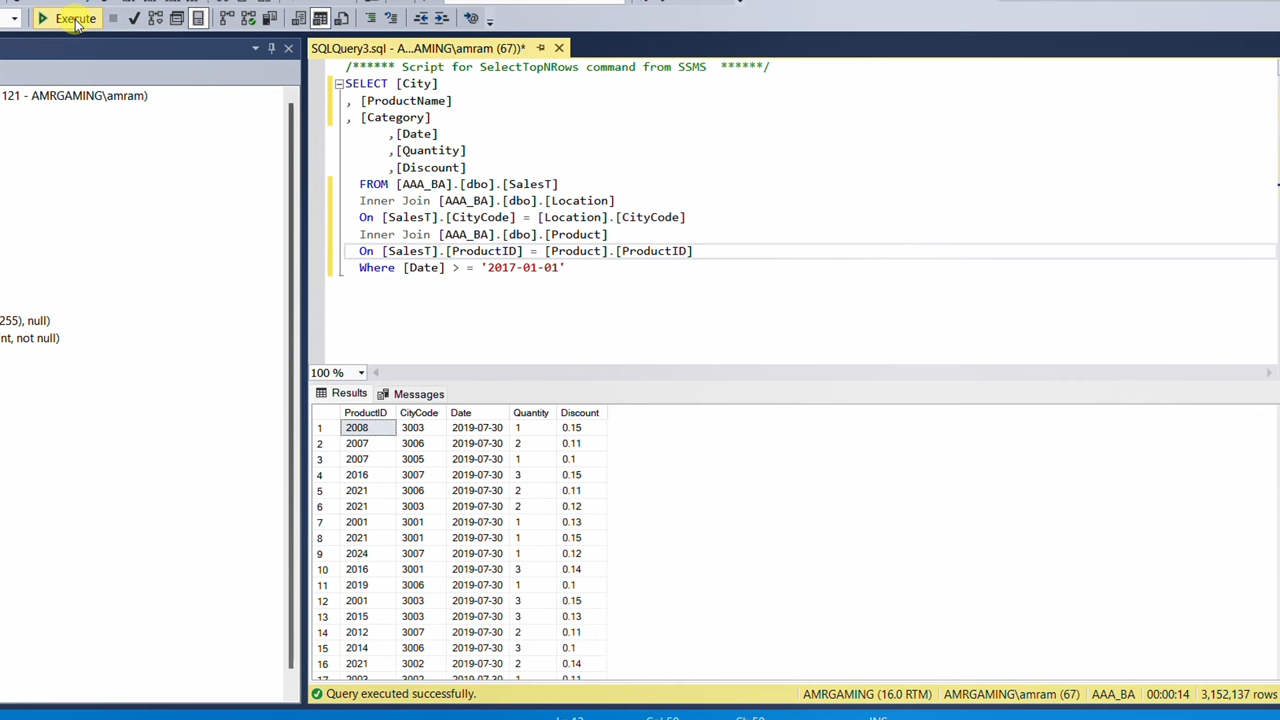 Execute
SQLQuery3.sql - A...AMING\amram (67))*
121 - AMRGAMING\amram)
255), null)
nt, not null)
/****** Script for SelectTopNRows command from SSMS ******/
SELECT [City]
, [ProductName]
, [Category]
,[Date]
,[Quantity]
,[Discount]
FROM [AAA_BA].[dbo].[SalesT]
Inner Join [AAA_BA].[dbo].[Location]
On [SalesT].[CityCode] = [Location].[CityCode]
Inner Join [AAA_BA].[dbo].[Product]
On [SalesT].[ProductID] = [Product].[ProductID]
Where [Date] > = '2017-01-01'
100 %
Results Messages
ProductID CityCode Date Quantity Discount
1 2008 3003 2019-07-30 1 0.15
2 2007 3006 2019-07-30 2 0.11
3 2007 3005 2019-07-30 1 0.1
4 2016 3007 2019-07-30 3 0.15
5 2021 3006 2019-07-30 2 0.11
6 2021 3003 2019-07-30 2 0.12
7 2001 3001 2019-07-30 1 0.13
8 2021 3001 2019-07-30 1 0.15
9 2024 3007 2019-07-30 1 0.12
10 2016 3001 2019-07-30 3 0.14
11 2019 3006 2019-07-30 1 0.1
12 2001 3003 2019-07-30 3 0.15
13 2015 3003 2019-07-30 3 0.13
14 2012 3007 2019-07-30 2 0.11
15 2014 3006 2019-07-30 3 0.1
16 2021 3002 2019-07-30 2 0.14
17 2003 3002 2019-07-30 1 0.11
Query executed successfully. AMRGAMING (16.0 RTM) AMRGAMING\amram (67) AAA_BA 00:00:14 3,152,137 rows